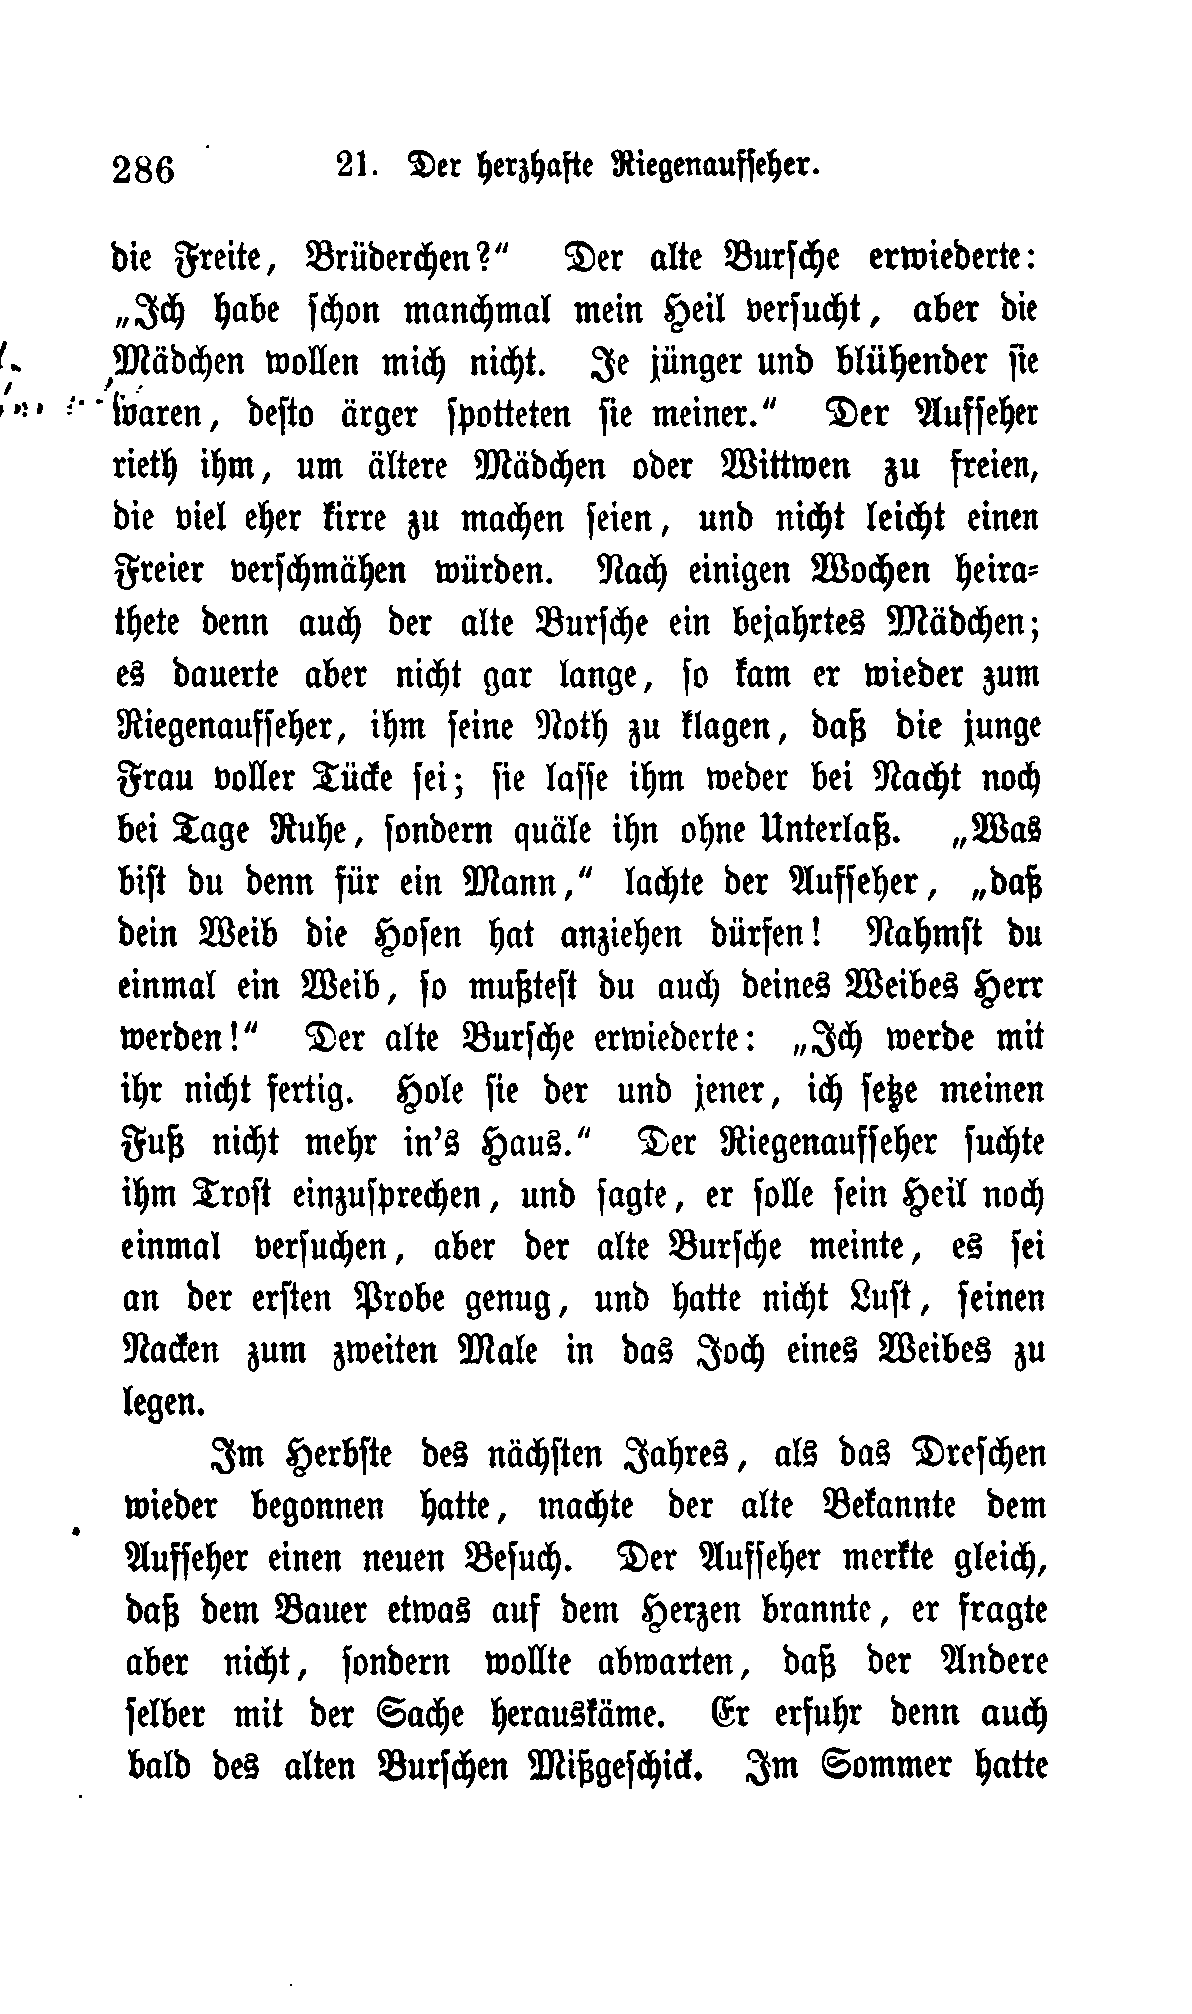 286 21. Der herzhafte Riegenaufseher.
die Freite, Brüderchen?“ Der alte Bursche erwiederte:
„Ich habe schon manchmal mein Heil versucht, aber die
Mädchen wollen mich nicht. Je jünger und blühender sie
waren, desto ärger spotteten sie meiner.“ Der Aufseher
rieth ihm, um ältere Mädchen oder Wittwen zu freien,
die viel eher kirre zu machen seien, und nicht leicht einen
Freier verschmähen würden. Nach einigen Wochen heira-
thete denn auch der alte Bursche ein bejahrtes Mädchen;
es dauerte aber nicht gar lange, so kam er wieder zum
Riegenaufseher, ihm seine Noth zu klagen, daß die junge
Frau voller Tücke sei; sie lasse ihm weder bei Nacht noch
bei Tage Ruhe, sondern quäle ihn ohne Unterlaß. „Was
bist du denn für ein Mann,“ lachte der Aufseher, „daß
dein Weib die Hosen hat anziehen dürfen! Nahmst du
einmal ein Weib, so mußtest du auch deines Weibes Herr
werden!“ Der alte Bursche erwiederte: „Ich werde mit
ihr nicht fertig. Hole sie der und jener, ich setze meinen
Fuß nicht mehr in's Haus.“ Der Riegenaufseher suchte
ihm Trost einzusprechen, und sagte, er solle sein Heil noch
einmal versuchen, aber der alte Bursche meinte, es sei
an der ersten Probe genug, und hatte nicht Lust, seinen
Nacken zum zweiten Male in das Joch eines Weibes zu
legen.
Im Herbste des nächsten Jahres, als das Dreschen
wieder begonnen hatte, machte der alte Bekannte dem
Aufseher einen neuen Besuch. Der Aufseher merkte gleich,
daß dem Bauer etwas auf dem Herzen brannte, er fragte
aber nicht, sondern wollte abwarten, daß der Andere
selber mit der Sache herauskäme. Er erfuhr denn auch
bald des alten Burschen Mißgeschick. Im Sommer hatte